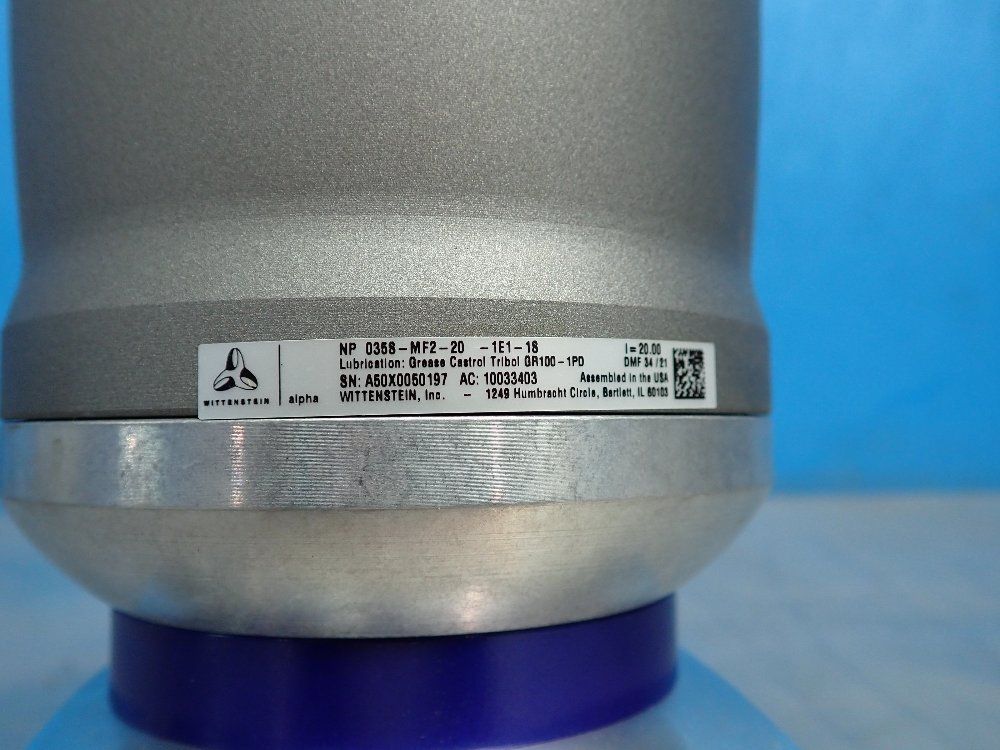 NP 035S-MF2-20 -1E1-1S
i = 20.00
Lubrication: Grease Castrol Tribol GR100-1PD
DMF 34/21
SN: A50X0050197 AC: 10033403
Assembled in the USA
WITTENSTEIN, Inc. - 1249 Humbracht Circle, Bartlett, IL 60103
WITTENSTEIN
alpha